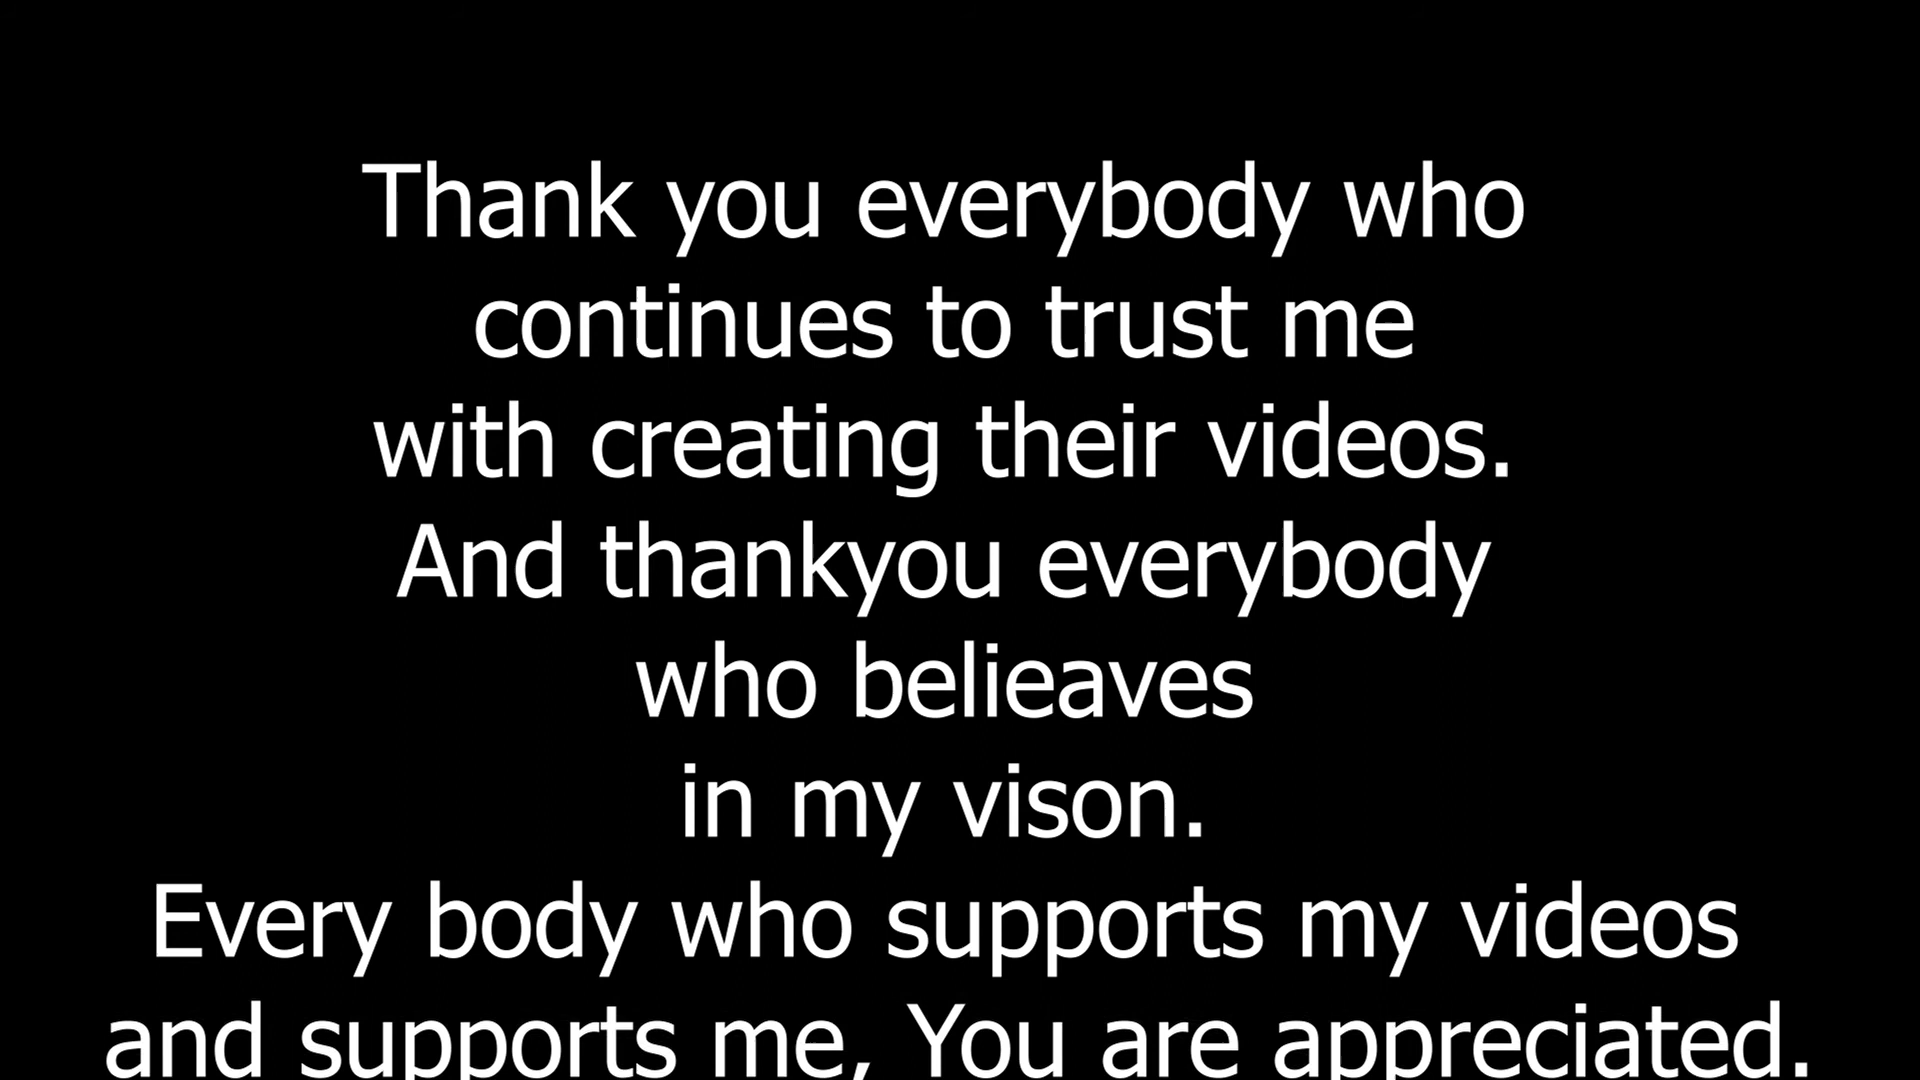 Thank you everybody who
continues to trust me
with creating their videos.
And thankyou everybody
who belieaves
in my vison.
Every body who supports my videos
and supports me, You are appreciated.